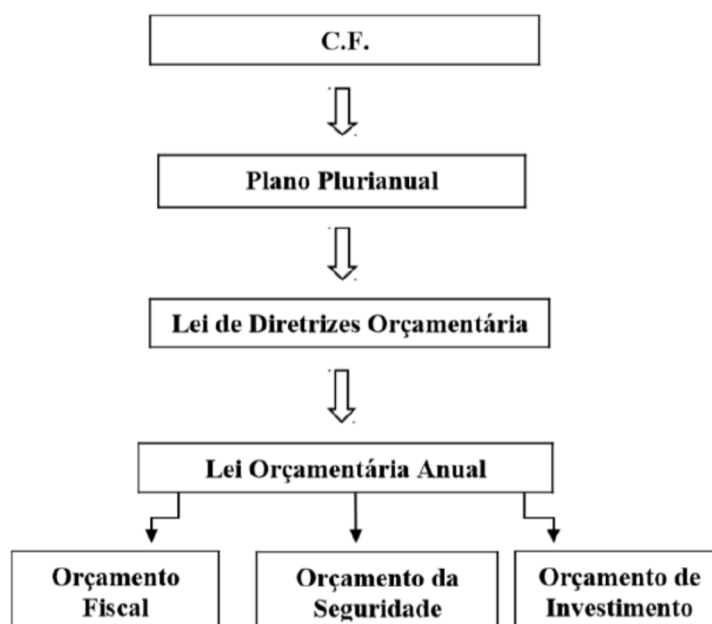 C.F.
Plano Plurianual
Lei de Diretrizes Orçamentária
Lei Orçamentária Anual
Orçamento
Fiscal
Orçamento da
Seguridade
Orçamento de
Investimento